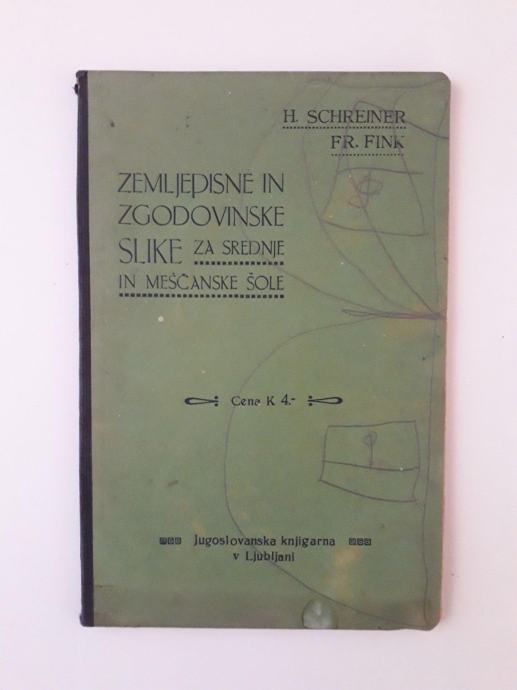 H. SCHREINER
FR. FINK
ZEMLJEPISNE IN
ZGODOVINSKE
SLIKE ZA SREDNJE
IN MEŠČANSKE ŠOLE
Cena K 4.-
Jugoslovanska knjigarna
v Ljubljani